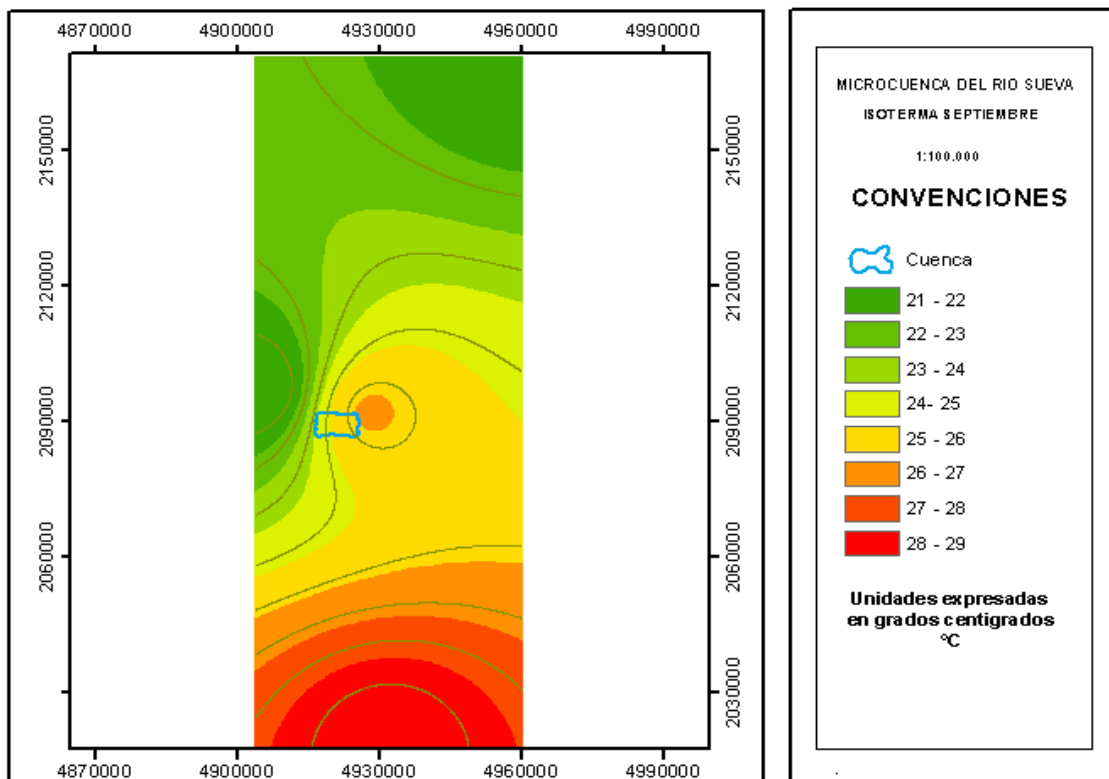 4870000 4900000 4930000 4960000 4990000
2150000
2120000
2090000
2060000
2030000
2150000
2120000
2090000
2060000
2030000
4870000 4900000 4930000 4960000 4990000
MICROCUENCA DEL RIO SUEVA
ISOTERMA SEPTIEMBRE
1:100.000
CONVENCIONES
Cuenca
21 - 22
22 - 23
23 - 24
24- 25
25 - 26
26 - 27
27 - 28
28 - 29
Unidades expresadas
en grados centigrados
°C